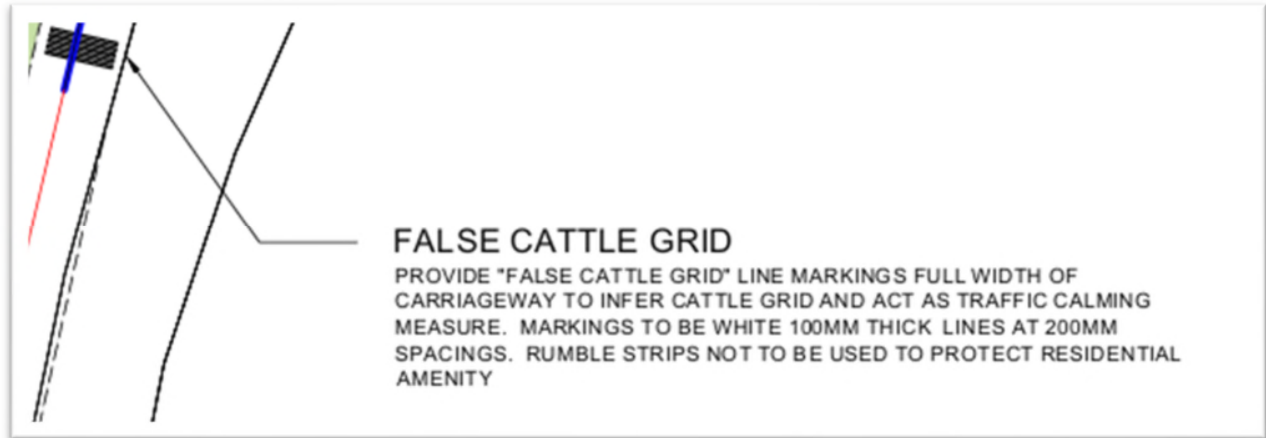 FALSE CATTLE GRID
PROVIDE "FALSE CATTLE GRID" LINE MARKINGS FULL WIDTH OF
CARRIAGEWAY TO INFER CATTLE GRID AND ACT AS TRAFFIC CALMING
MEASURE. MARKINGS TO BE WHITE 100MM THICK LINES AT 200MM
SPACINGS. RUMBLE STRIPS NOT TO BE USED TO PROTECT RESIDENTIAL
AMENITY